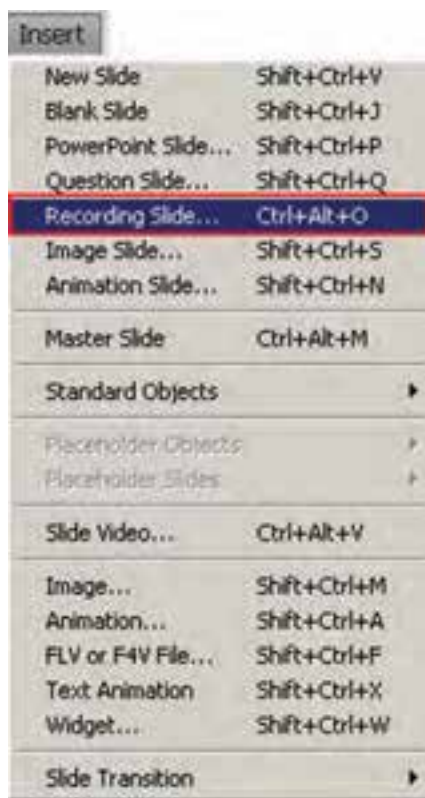 Insert
New Slide Shift+Ctrl+V
Blank Slide Shift+Ctrl+J
PowerPoint Slide... Shift+Ctrl+P
Question Slide... Shift+Ctrl+Q
Recording Slide... Ctrl+Alt+O
Image Slide... Shift+Ctrl+S
Animation Slide... Shift+Ctrl+N
Master Slide Ctrl+Alt+M
Standard Objects
Placeholder Objects
Placeholder Slides
Slide Video... Ctrl+Alt+V
Image... Shift+Ctrl+M
Animation... Shift+Ctrl+A
FLV or F4V File... Shift+Ctrl+F
Text Animation Shift+Ctrl+X
Widget... Shift+Ctrl+W
Slide Transition